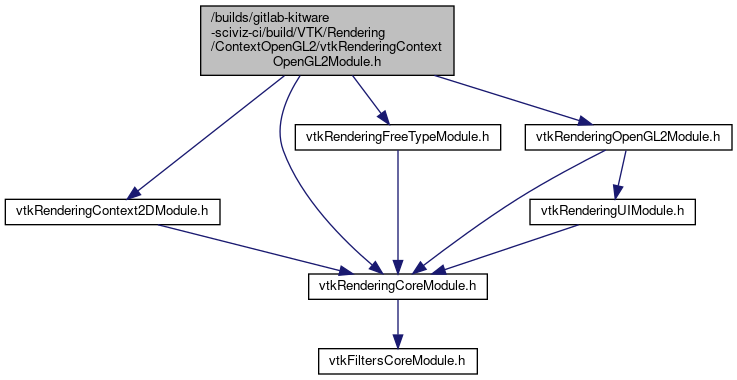 /builds/gitlab-kitware
-sciviz-ci/build/VTK/Rendering
/ContextOpenGL2/vtkRenderingContext
OpenGL2Module.h
vtkRenderingFreeTypeModule.h
vtkRenderingOpenGL2Module.h
vtkRenderingContext2DModule.h
vtkRenderingUIModule.h
vtkRenderingCoreModule.h
vtkFiltersCoreModule.h